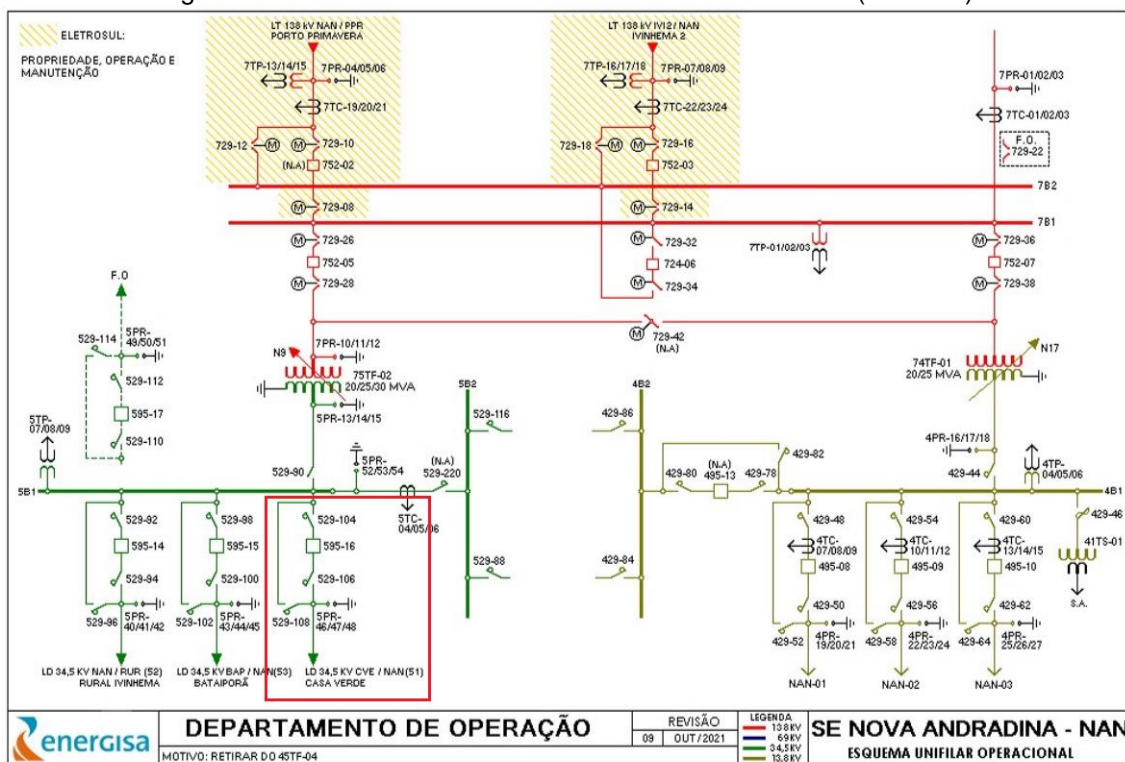 ELETROSUL:
PROPRIEDADE, OPERAÇÃO E
MANUTENÇÃO
LT 138 kV NAN / PPR
PORTO PRIMAVERA
LT 138 kV IVI2 / NAN
IVINHEMA 2
7TP-13/14/15
7PR-04/05/06
7TP-16/17/18
7PR-07/08/09
7PR-01/02/03
7TC-19/20/21
7TC-22/23/24
7TC-01/02/03
729-12
M
M
729-10
729-18
M
M
729-16
F.O.
729-22
(N.A)
752-02
752-03
7B2
M
729-08
M
729-14
7B1
M
729-26
M
729-32
7TP-01/02/03
M
729-36
752-05
724-06
752-07
M
729-28
M
729-34
M
729-38
F.O
M
729-42
(N.A)
529-114
5PR-
49/50/51
N9
7PR-10/11/12
N17
529-112
75TF-02
20/25/30 MVA
74TF-01
20/25 MVA
5B2
4B2
595-17
5PR-13/14/15
529-116
429-86
5TP-
07/08/09
529-110
5PR-
52/53/54
(N.A)
529-220
4PR-16/17/18
529-90
429-82
(N.A)
429-80
495-13
429-78
429-44
4TP-
04/05/06
5B1
4B1
5TC-
04/05/06
529-92
529-98
529-104
429-48
429-54
429-60
429-46
595-14
595-15
595-16
4TC-
07/08/09
4TC-
10/11/12
4TC-
13/14/15
41TS-01
529-88
429-84
495-08
495-09
495-10
529-94
529-100
529-106
S.A.
429-50
429-56
429-62
529-96
5PR-
40/41/42
529-102
5PR-
43/44/45
529-108
5PR-
46/47/48
429-52
4PR-
19/20/21
429-58
4PR-
22/23/24
429-64
4PR-
25/26/27
LD 34,5 KV NAN / RUR (52)
RURAL IVINHEMA
LD 34,5 KV BAP / NAN(53)
BATAIPORÃ
LD 34,5 KV CVE / NAN(51)
CASA VERDE
NAN-01
NAN-02
NAN-03
energisa
DEPARTAMENTO DE OPERAÇÃO
MOTIVO: RETIRAR DO 45TF-04
REVISÃO
09
OUT/2021
LEGENDA
138KV
69KV
34,5KV
13,8KV
SE NOVA ANDRADINA - NAN
ESQUEMA UNIFILAR OPERACIONAL